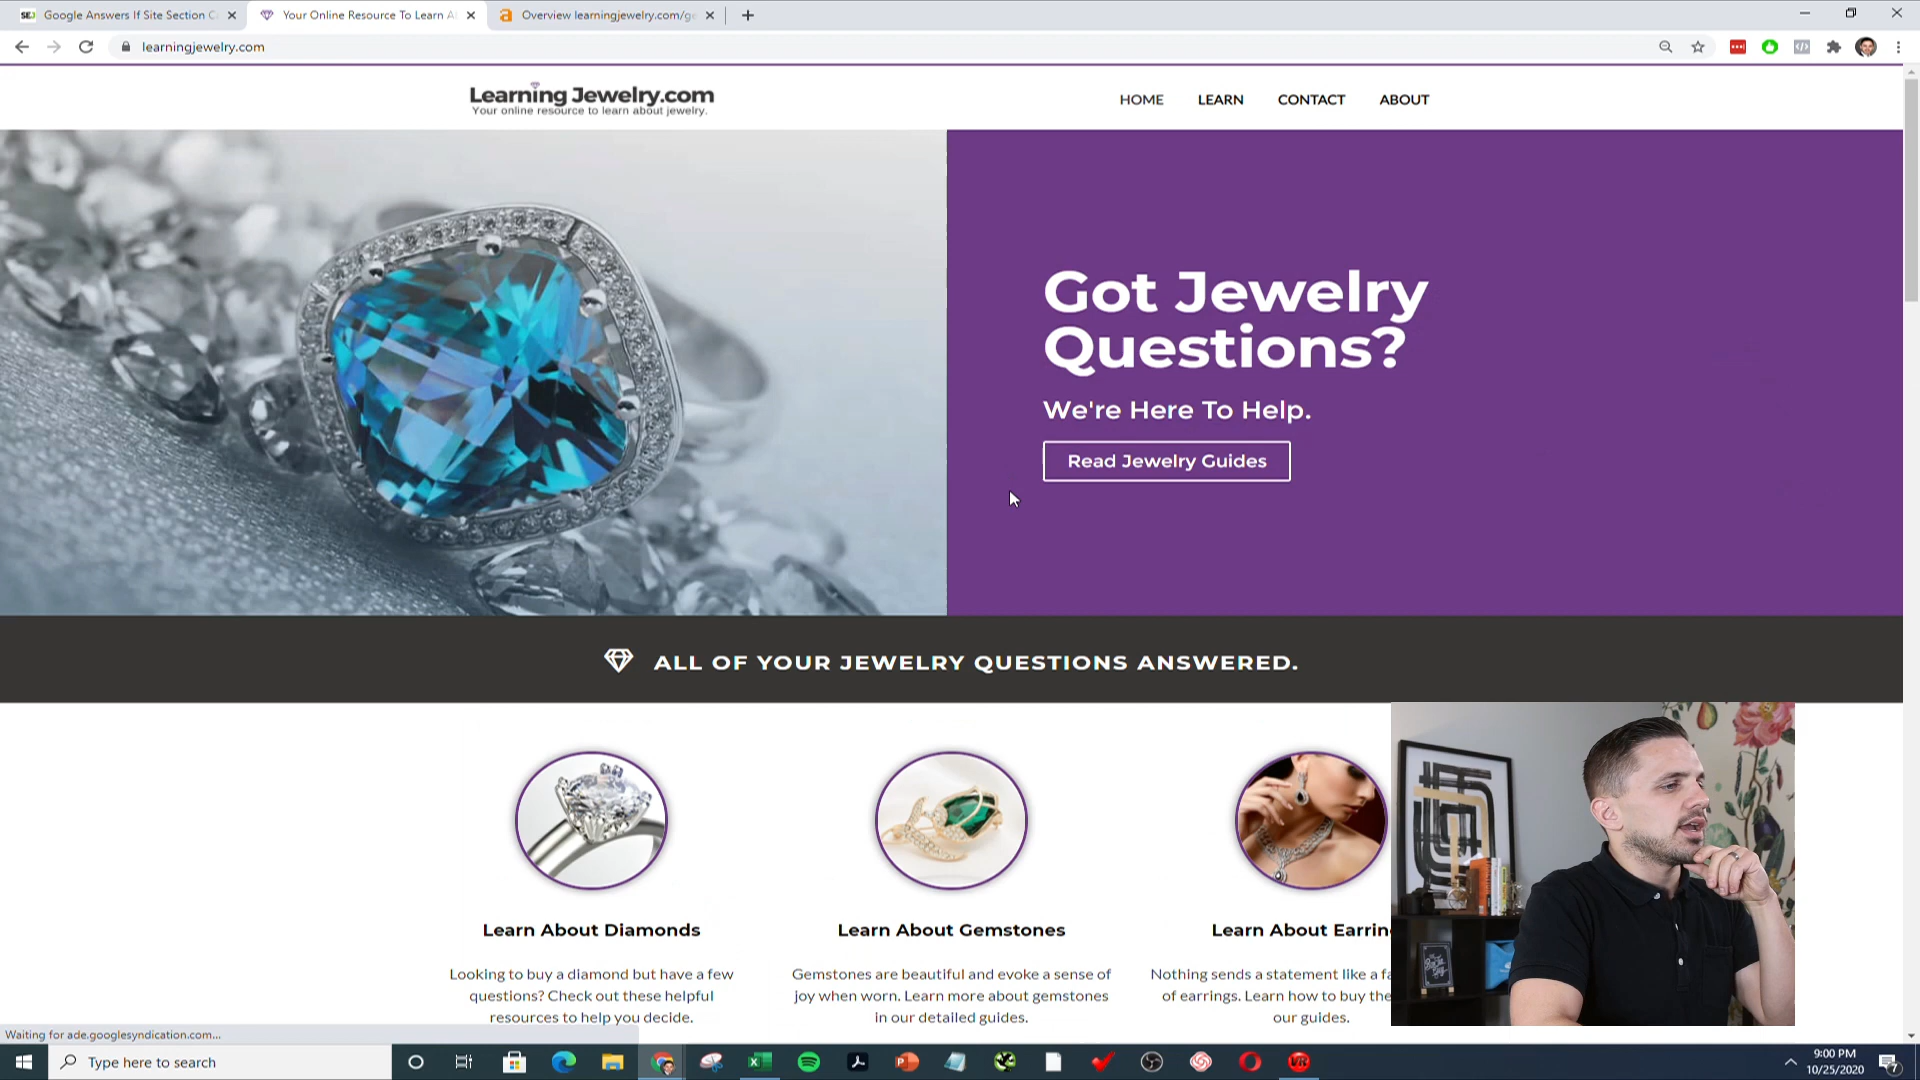 Google Answers If Site Section C
Your Online Resource To Learn A
Overview learningjewelry.com/ge
learningjewelry.com
Learning Jewelry.com
Your online resource to learn about jewelry.
HOME LEARN CONTACT ABOUT
Got Jewelry
Questions?
We're Here To Help.
Read Jewelry Guides
ALL OF YOUR JEWELRY QUESTIONS ANSWERED.
Learn About Diamonds
Looking to buy a diamond but have a few
questions? Check out these helpful
resources to help you decide.
Learn About Gemstones
Gemstones are beautiful and evoke a sense of
joy when worn. Learn more about gemstones
in our detailed guides.
Learn About Earrin
Nothing sends a statement like a fa
of earrings. Learn how to buy the
our guides.
Waiting for ade.googlesyndication.com...
Type here to search
9:00 PM
10/25/2020
7